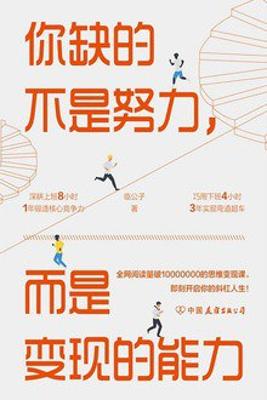 你缺的
不是努力，
深耕上班8小时
1年锻造核心竞争力
临公子
著
巧用下班4小时
3年实现弯道超车
而是
全网阅读量破10000000的思维变现课，
即刻开启你的斜杠人生！
中国友谊出版公司
变现的能力